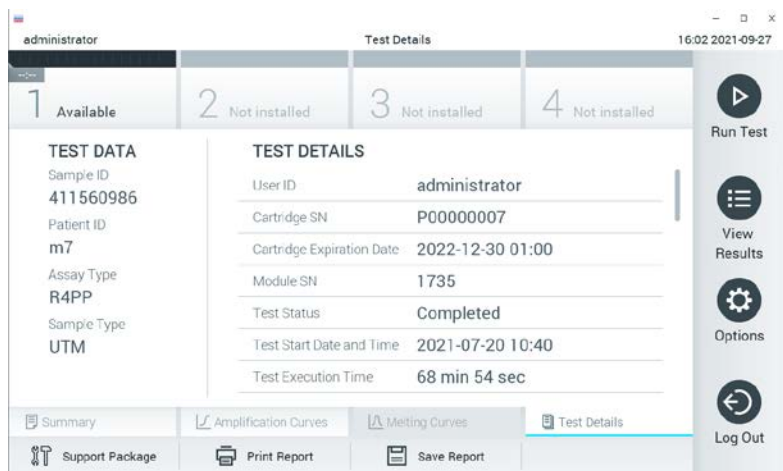 administrator Test Details 16:02 2021-09-27
--:--
1 Available 2 Not installed 3 Not installed 4 Not installed
Run Test
View
Results
Options
Log Out
TEST DATA
Sample ID
411560986
Patient ID
m7
Assay Type
R4PP
Sample Type
UTM
TEST DETAILS
User ID administrator
Cartridge SN P00000007
Cartridge Expiration Date 2022-12-30 01:00
Module SN 1735
Test Status Completed
Test Start Date and Time 2021-07-20 10:40
Test Execution Time 68 min 54 sec
Summary Amplification Curves Melting Curves Test Details
Support Package Print Report Save Report